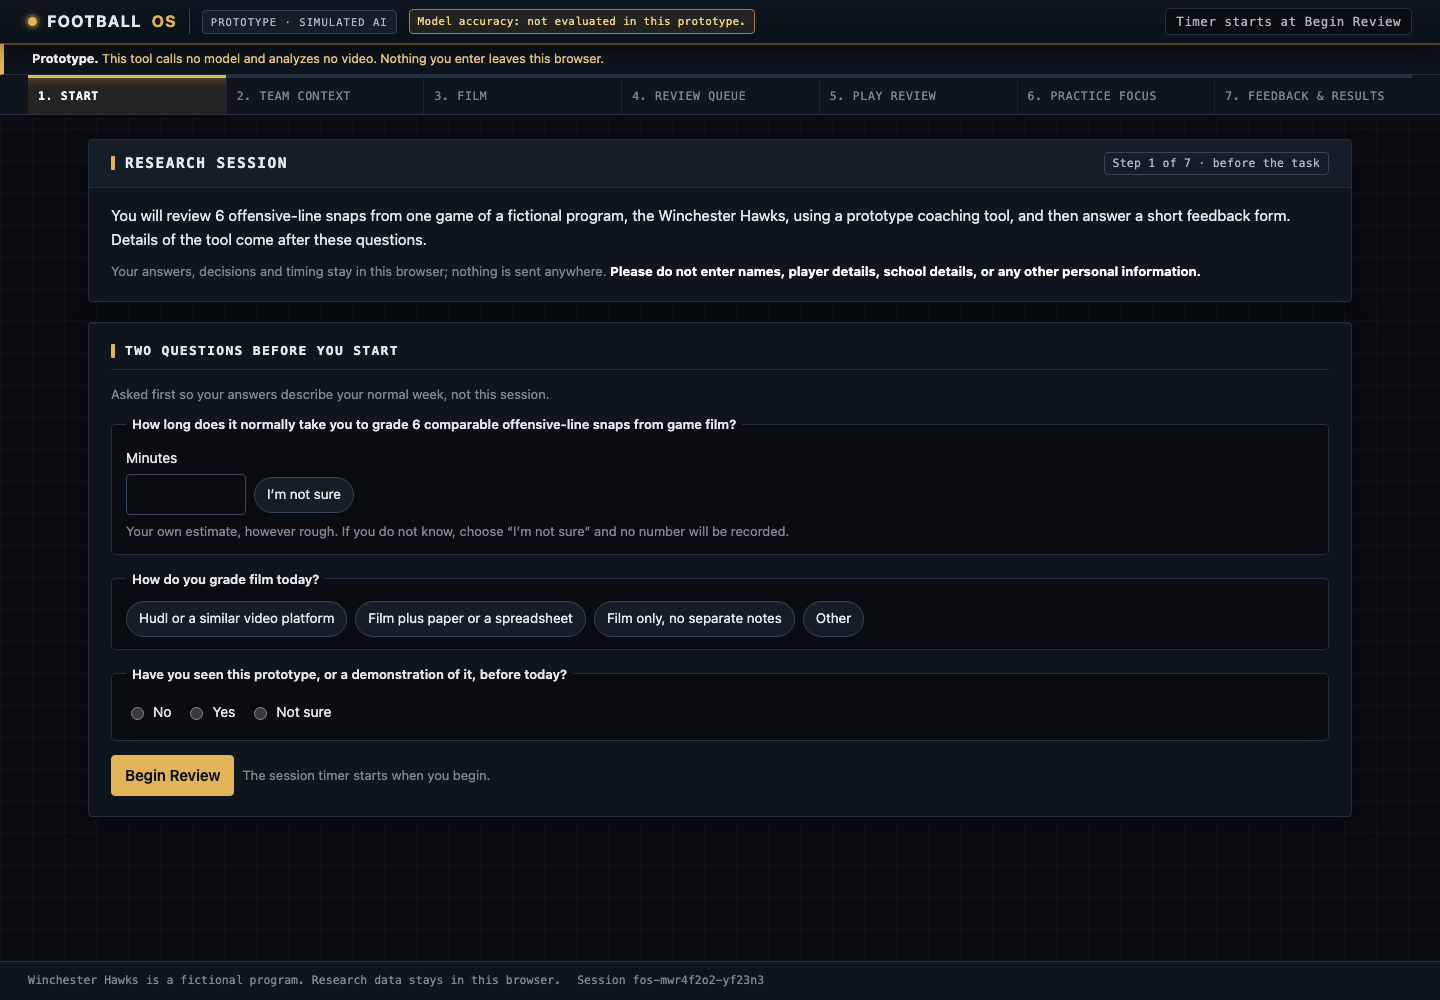 FOOTBALL OS
PROTOTYPE · SIMULATED AI
Model accuracy: not evaluated in this prototype.
Timer starts at Begin Review
Prototype. This tool calls no model and analyzes no video. Nothing you enter leaves this browser.
1. START
2. TEAM CONTEXT
3. FILM
4. REVIEW QUEUE
5. PLAY REVIEW
6. PRACTICE FOCUS
7. FEEDBACK & RESULTS
RESEARCH SESSION
Step 1 of 7 · before the task
You will review 6 offensive-line snaps from one game of a fictional program, the Winchester Hawks, using a prototype coaching tool, and then answer a short feedback form.
Details of the tool come after these questions.
Your answers, decisions and timing stay in this browser; nothing is sent anywhere. Please do not enter names, player details, school details, or any other personal information.
TWO QUESTIONS BEFORE YOU START
Asked first so your answers describe your normal week, not this session.
How long does it normally take you to grade 6 comparable offensive-line snaps from game film?
Minutes
I’m not sure
Your own estimate, however rough. If you do not know, choose “I’m not sure” and no number will be recorded.
How do you grade film today?
Hudl or a similar video platform
Film plus paper or a spreadsheet
Film only, no separate notes
Other
Have you seen this prototype, or a demonstration of it, before today?
No
Yes
Not sure
Begin Review
The session timer starts when you begin.
Winchester Hawks is a fictional program. Research data stays in this browser.
Session fos-mwr4f2o2-yf23n3